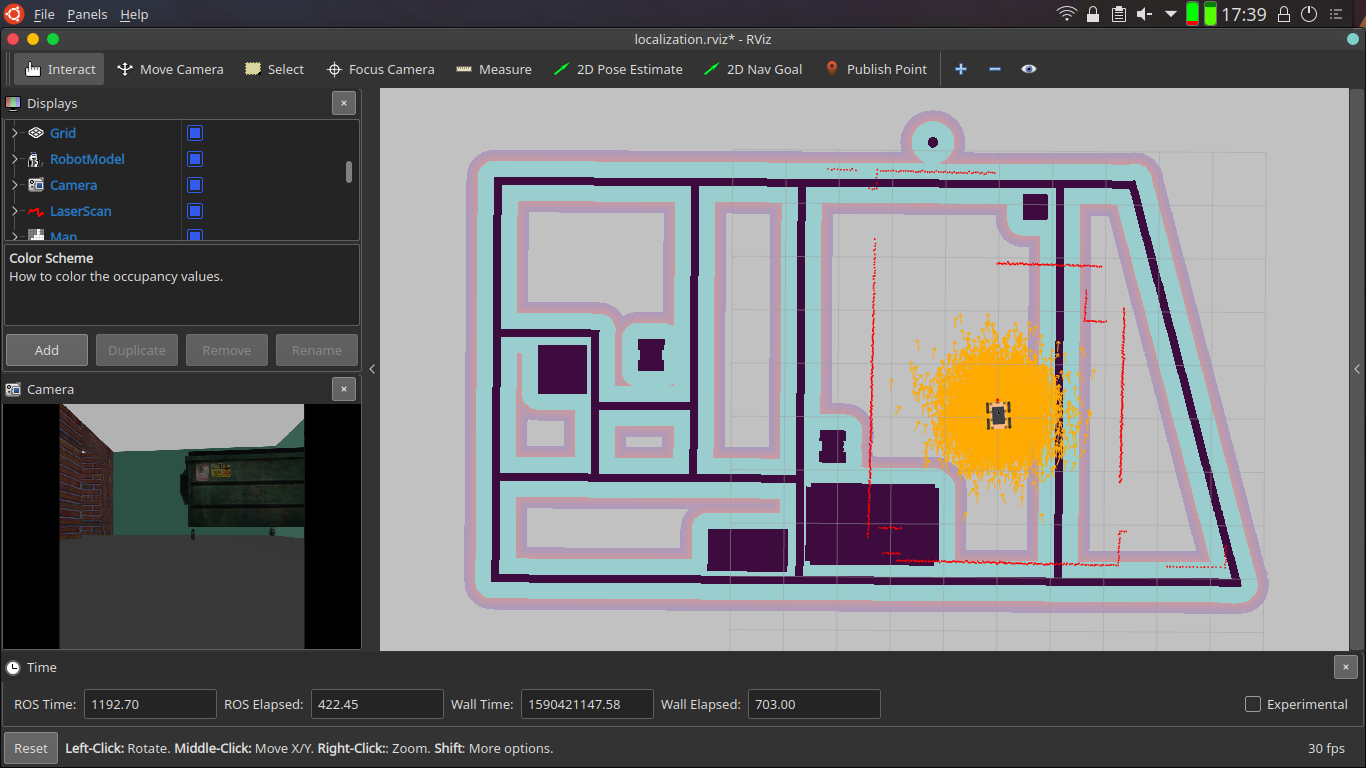 File Panels Help 17:39
localization.rviz* - RViz
Interact Move Camera Select Focus Camera Measure 2D Pose Estimate 2D Nav Goal Publish Point
Displays
Grid
RobotModel
Camera
LaserScan
Map
Color Scheme
How to color the occupancy values.
Add Duplicate Remove Rename
Camera
Time
ROS Time: 1192.70 ROS Elapsed: 422.45 Wall Time: 1590421147.58 Wall Elapsed: 703.00 Experimental
Reset Left-Click: Rotate. Middle-Click: Move X/Y. Right-Click:: Zoom. Shift: More options. 30 fps